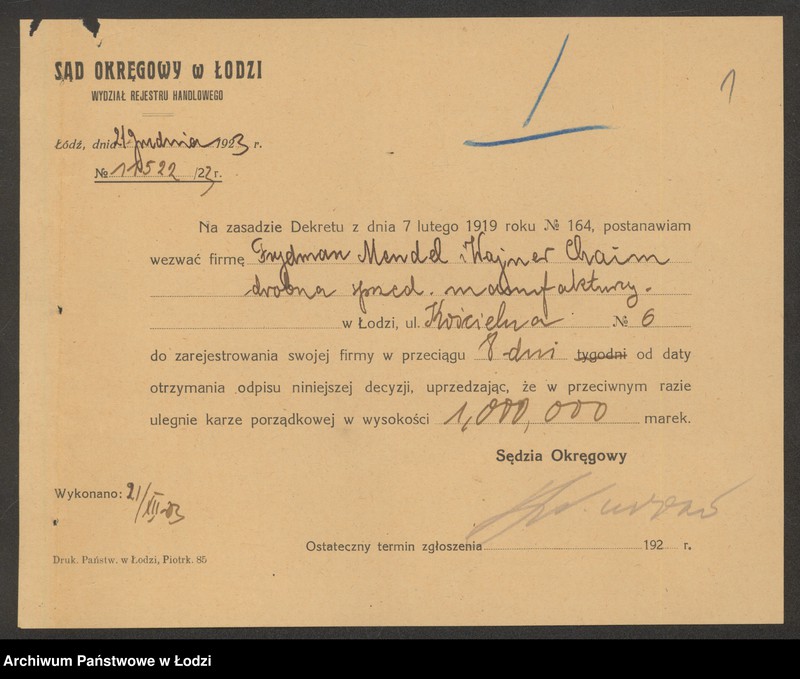 1
SĄD OKRĘGOWY w ŁODZI
WYDZIAŁ REJESTRU HANDLOWEGO
Łódź, dnia 21 grudnia 1923 r.
№ 11522 /23 r.
Na zasadzie Dekretu z dnia 7 lutego 1919 roku № 164, postanawiam
wezwać firmę Frydman Mendel i Wajner Chaim
drobna sprzed. manufaktury.
w Łodzi, ul. Kościelna № 6
do zarejestrowania swojej firmy w przeciągu 8 dni tygodni od daty
otrzymania odpisu niniejszej decyzji, uprzedzając, że w przeciwnym razie
ulegnie karze porządkowej w wysokości 1,000,000 marek.
Sędzia Okręgowy
Wykonano: 21/XII 23
Ostateczny termin zgłoszenia 192 r.
Druk. Państw. w Łodzi, Piotrk. 85
Archiwum Państwowe w Łodzi